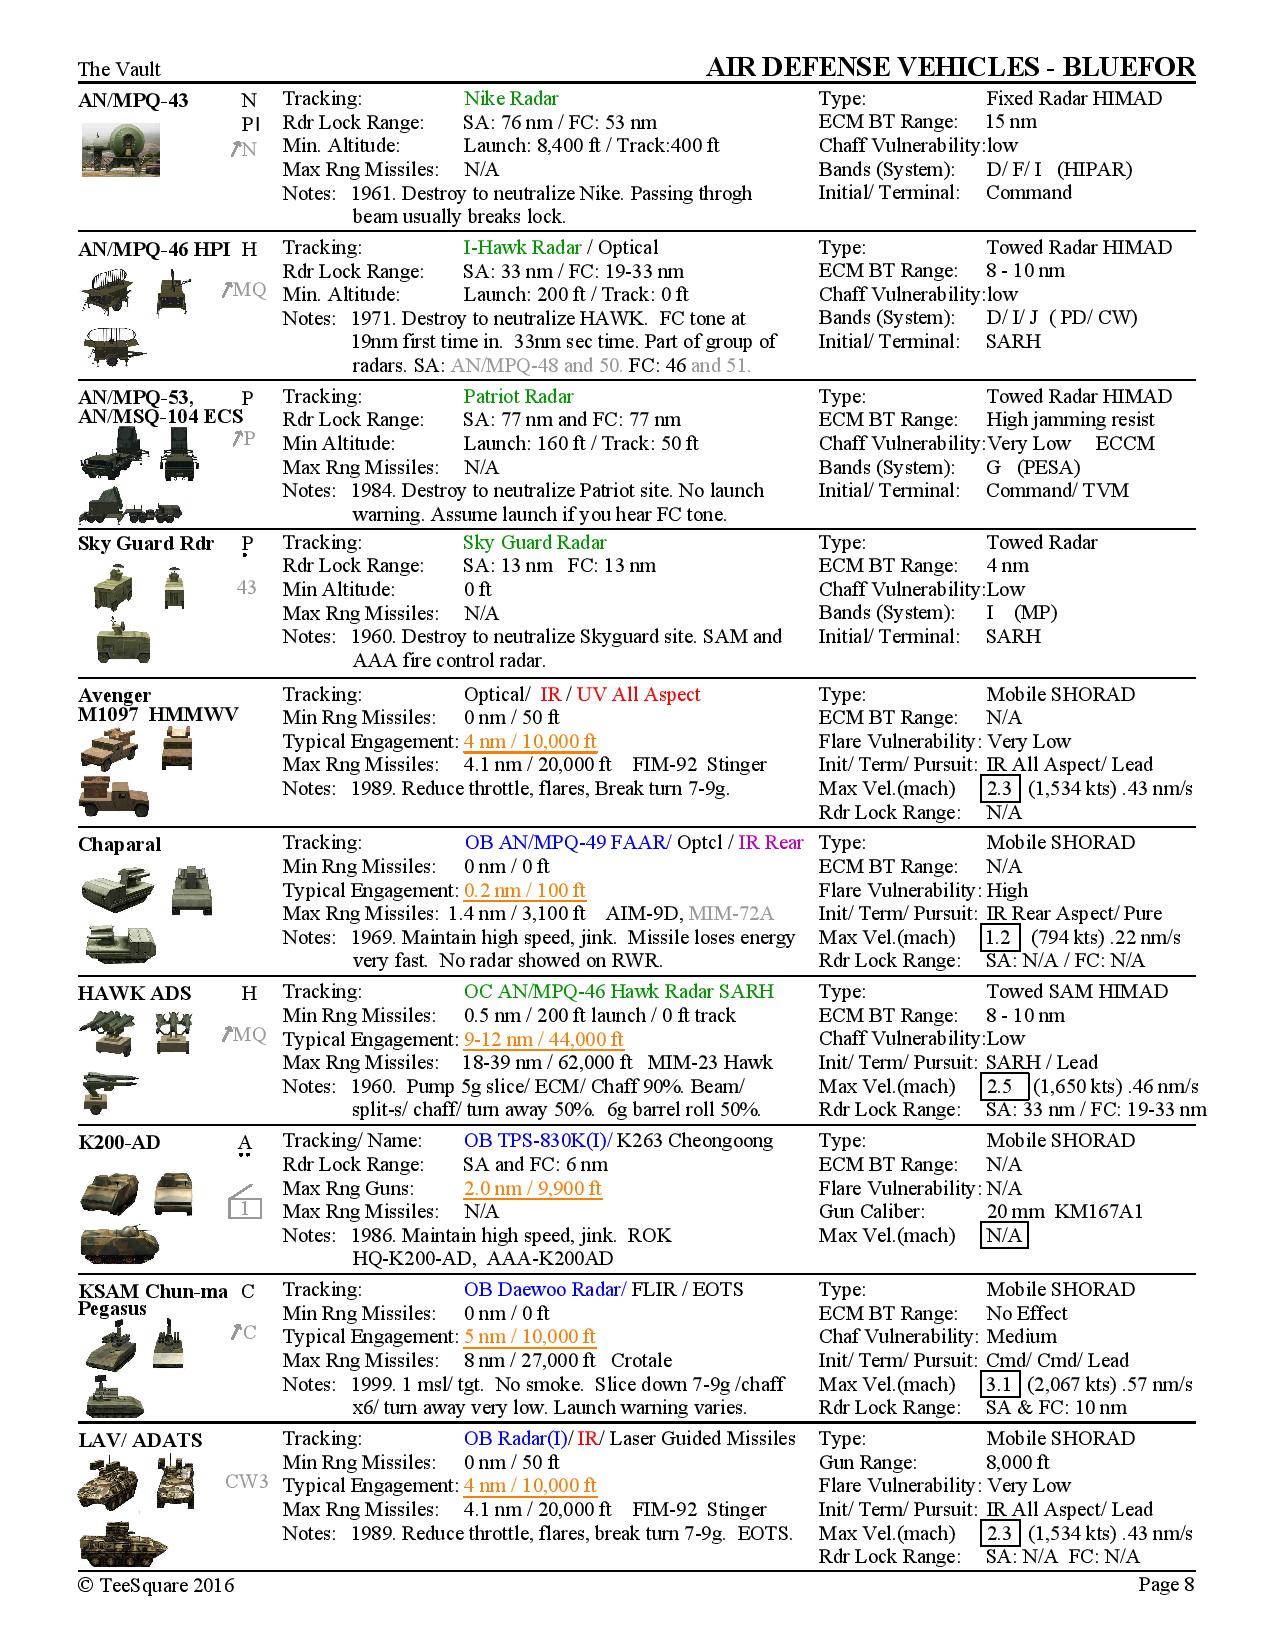 The Vault
AIR DEFENSE VEHICLES - BLUEFOR
AN/MPQ-43 N Tracking: Nike Radar Type: Fixed Radar HIMAD
P| Rdr Lock Range: SA: 76 nm / FC: 53 nm ECM BT Range: 15 nm
N Min. Altitude: Launch: 8,400 ft / Track:400 ft Chaff Vulnerability:low
Max Rng Missiles: N/A Bands (System): D/ F/ I (HIPAR)
Notes: 1961. Destroy to neutralize Nike. Passing throgh Initial/ Terminal: Command
beam usually breaks lock.
AN/MPQ-46 HPI H Tracking: I-Hawk Radar / Optical Type: Towed Radar HIMAD
Rdr Lock Range: SA: 33 nm / FC: 19-33 nm ECM BT Range: 8 - 10 nm
MQ Min. Altitude: Launch: 200 ft / Track: 0 ft Chaff Vulnerability:low
Notes: 1971. Destroy to neutralize HAWK. FC tone at Bands (System): D/ I/ J ( PD/ CW)
19nm first time in. 33nm sec time. Part of group of Initial/ Terminal: SARH
radars. SA: AN/MPQ-48 and 50. FC: 46 and 51.
AN/MPQ-53, P Tracking: Patriot Radar Type: Towed Radar HIMAD
AN/MSQ-104 ECS Rdr Lock Range: SA: 77 nm and FC: 77 nm ECM BT Range: High jamming resist
P Min Altitude: Launch: 160 ft / Track: 50 ft Chaff Vulnerability:Very Low ECCM
Max Rng Missiles: N/A Bands (System): G (PESA)
Notes: 1984. Destroy to neutralize Patriot site. No launch Initial/ Terminal: Command/ TVM
warning. Assume launch if you hear FC tone.
Sky Guard Rdr P Tracking: Sky Guard Radar Type: Towed Radar
Rdr Lock Range: SA: 13 nm FC: 13 nm ECM BT Range: 4 nm
43 Min Altitude: 0 ft Chaff Vulnerability:Low
Max Rng Missiles: N/A Bands (System): I (MP)
Notes: 1960. Destroy to neutralize Skyguard site. SAM and Initial/ Terminal: SARH
AAA fire control radar.
Avenger Tracking: Optical/ IR / UV All Aspect Type: Mobile SHORAD
M1097 HMMWV Min Rng Missiles: 0 nm / 50 ft ECM BT Range: N/A
Typical Engagement: 4 nm / 10,000 ft Flare Vulnerability: Very Low
Max Rng Missiles: 4.1 nm / 20,000 ft FIM-92 Stinger Init/ Term/ Pursuit: IR All Aspect/ Lead
Notes: 1989. Reduce throttle, flares, Break turn 7-9g. Max Vel.(mach) 2.3 (1,534 kts) .43 nm/s
Rdr Lock Range: N/A
Chaparal Tracking: OB AN/MPQ-49 FAAR/ Optcl / IR Rear Type: Mobile SHORAD
Min Rng Missiles: 0 nm / 0 ft ECM BT Range: N/A
Typical Engagement: 0.2 nm / 100 ft Flare Vulnerability: High
Max Rng Missiles: 1.4 nm / 3,100 ft AIM-9D, MIM-72A Init/ Term/ Pursuit: IR Rear Aspect/ Pure
Notes: 1969. Maintain high speed, jink. Missile loses energy Max Vel.(mach) 1.2 (794 kts) .22 nm/s
very fast. No radar showed on RWR. Rdr Lock Range: SA: N/A / FC: N/A
HAWK ADS H Tracking: OC AN/MPQ-46 Hawk Radar SARH Type: Towed SAM HIMAD
Min Rng Missiles: 0.5 nm / 200 ft launch / 0 ft track ECM BT Range: 8 - 10 nm
MQ Typical Engagement: 9-12 nm / 44,000 ft Chaff Vulnerability:Low
Max Rng Missiles: 18-39 nm / 62,000 ft MIM-23 Hawk Init/ Term/ Pursuit: SARH / Lead
Notes: 1960. Pump 5g slice/ ECM/ Chaff 90%. Beam/ Max Vel.(mach) 2.5 (1,650 kts) .46 nm/s
split-s/ chaff/ turn away 50%. 6g barrel roll 50%. Rdr Lock Range: SA: 33 nm / FC: 19-33 nm
K200-AD A Tracking/ Name: OB TPS-830K(I)/ K263 Cheongoong Type: Mobile SHORAD
Rdr Lock Range: SA and FC: 6 nm ECM BT Range: N/A
Max Rng Guns: 2.0 nm / 9,900 ft Flare Vulnerability: N/A
1 Max Rng Missiles: N/A Gun Caliber: 20 mm KM167A1
Notes: 1986. Maintain high speed, jink. ROK Max Vel.(mach) N/A
HQ-K200-AD, AAA-K200AD
KSAM Chun-ma C Tracking: OB Daewoo Radar/ FLIR / EOTS Type: Mobile SHORAD
Pegasus Min Rng Missiles: 0 nm / 0 ft ECM BT Range: No Effect
C Typical Engagement: 5 nm / 10,000 ft Chaf Vulnerability: Medium
Max Rng Missiles: 8 nm / 27,000 ft Crotale Init/ Term/ Pursuit: Cmd/ Cmd/ Lead
Notes: 1999. 1 msl/ tgt. No smoke. Slice down 7-9g /chaff Max Vel.(mach) 3.1 (2,067 kts) .57 nm/s
x6/ turn away very low. Launch warning varies. Rdr Lock Range: SA & FC: 10 nm
LAV/ ADATS Tracking: OB Radar(I)/ IR/ Laser Guided Missiles Type: Mobile SHORAD
Min Rng Missiles: 0 nm / 50 ft Gun Range: 8,000 ft
CW3 Typical Engagement: 4 nm / 10,000 ft Flare Vulnerability: Very Low
Max Rng Missiles: 4.1 nm / 20,000 ft FIM-92 Stinger Init/ Term/ Pursuit: IR All Aspect/ Lead
Notes: 1989. Reduce throttle, flares, break turn 7-9g. EOTS. Max Vel.(mach) 2.3 (1,534 kts) .43 nm/s
Rdr Lock Range: SA: N/A FC: N/A
© TeeSquare 2016
Page 8